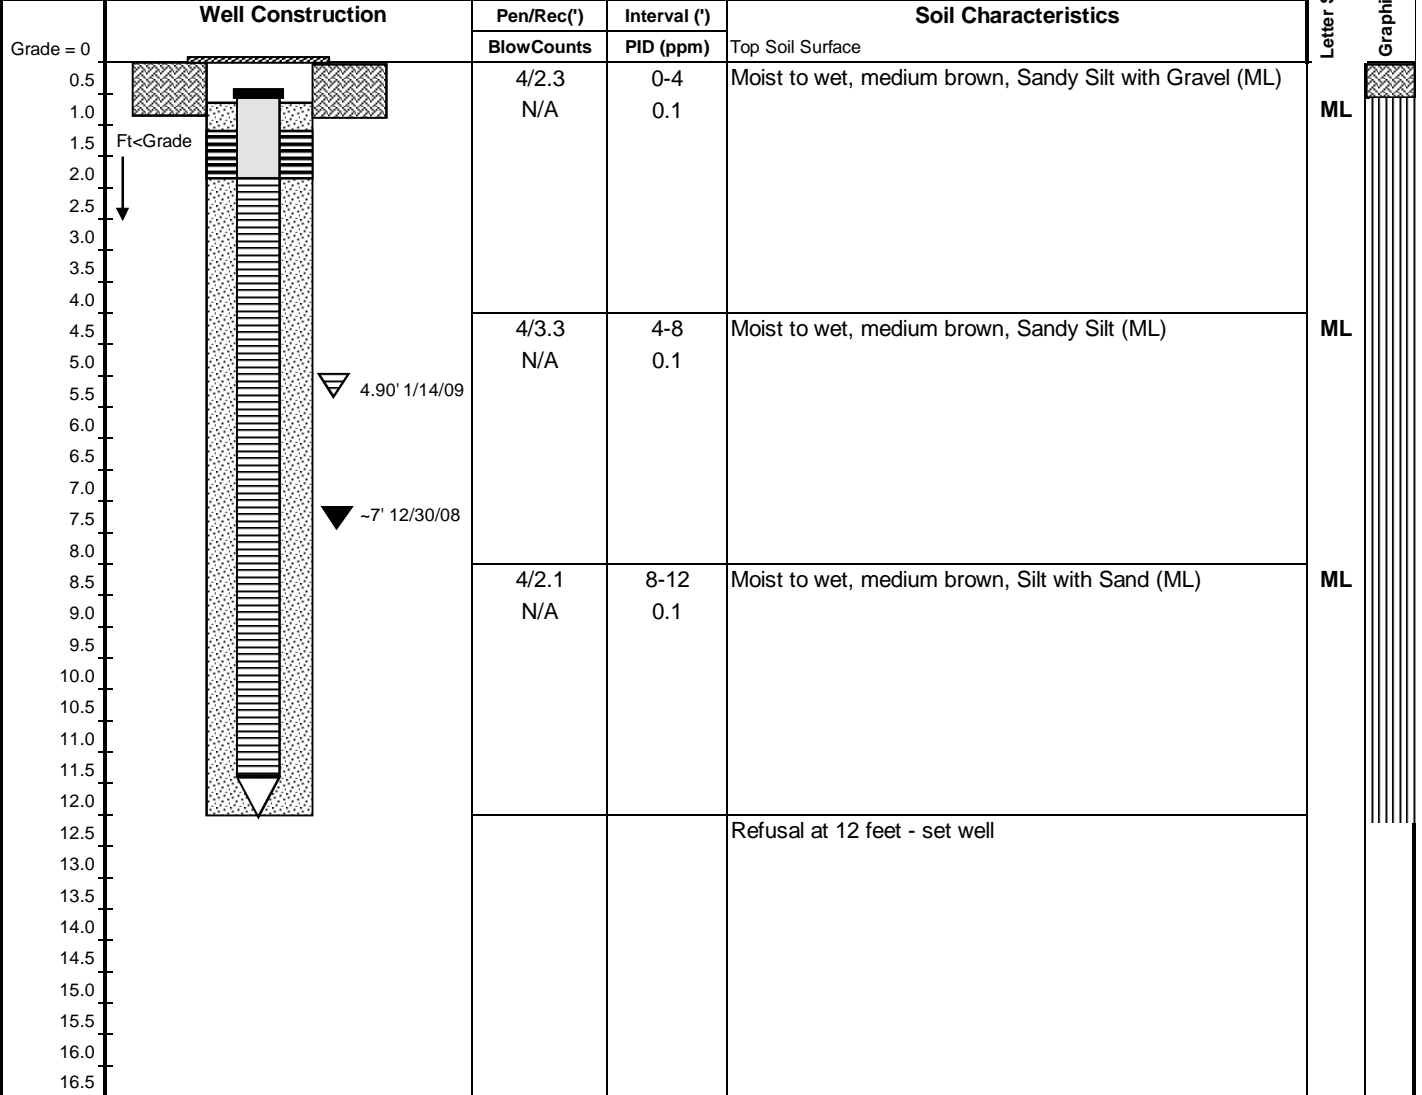 Well Construction Pen/Rec(') Interval (') Soil Characteristics
Grade = 0 BlowCounts PID (ppm) Top Soil Surface
Letter
0.5 4/2.3 0-4 Moist to wet, medium brown, Sandy Silt with Gravel (ML)
1.0 N/A 0.1 ML
1.5 Ft<Grade
2.0
2.5
3.0
3.5
4.0
4.5 4/3.3 4-8 Moist to wet, medium brown, Sandy Silt (ML) ML
5.0 N/A 0.1
5.5 4.90' 1/14/09
6.0
6.5
7.0
7.5 ~7' 12/30/08
8.0
8.5 4/2.1 8-12 Moist to wet, medium brown, Silt with Sand (ML) ML
9.0 N/A 0.1
9.5
10.0
10.5
11.0
11.5
12.0
12.5 Refusal at 12 feet - set well
13.0
13.5
14.0
14.5
15.0
15.5
16.0
16.5